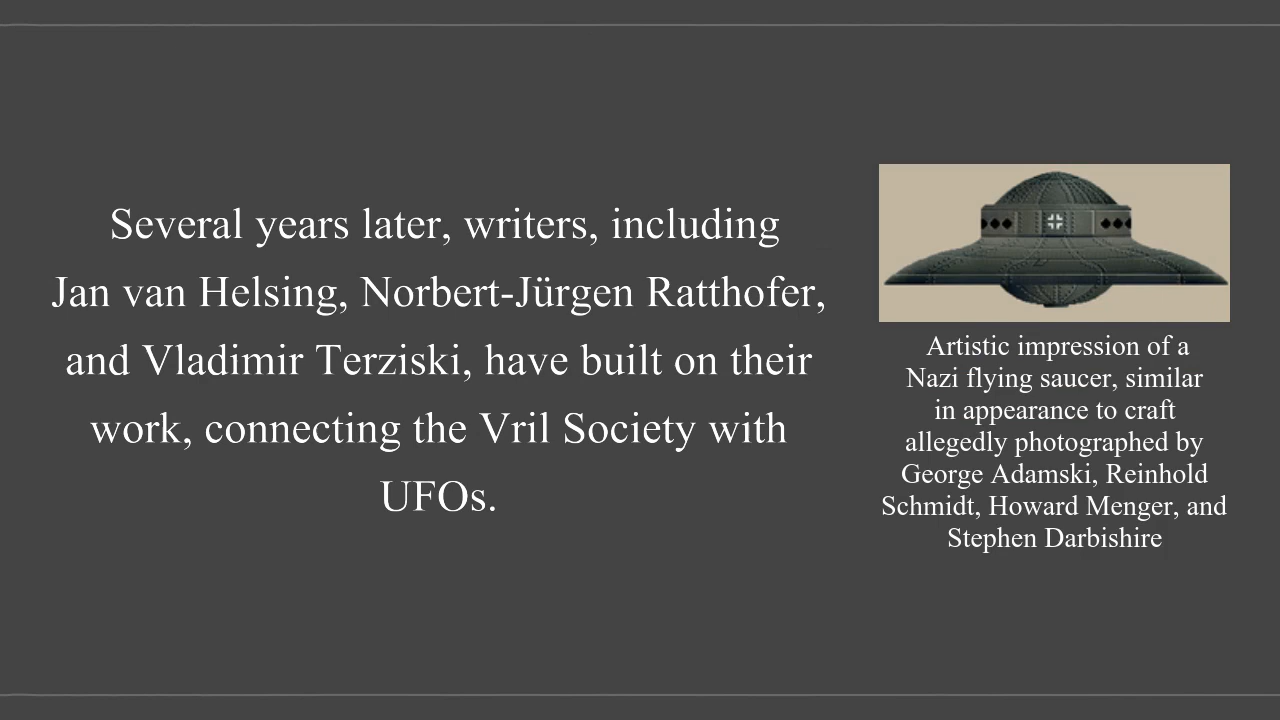 Several years later, writers, including
Jan van Helsing, Norbert-Jürgen Ratthofer,
and Vladimir Terziski, have built on their
work, connecting the Vril Society with
UFOs.
Artistic impression of a
Nazi flying saucer, similar
in appearance to craft
allegedly photographed by
George Adamski, Reinhold
Schmidt, Howard Menger, and
Stephen Darbishire